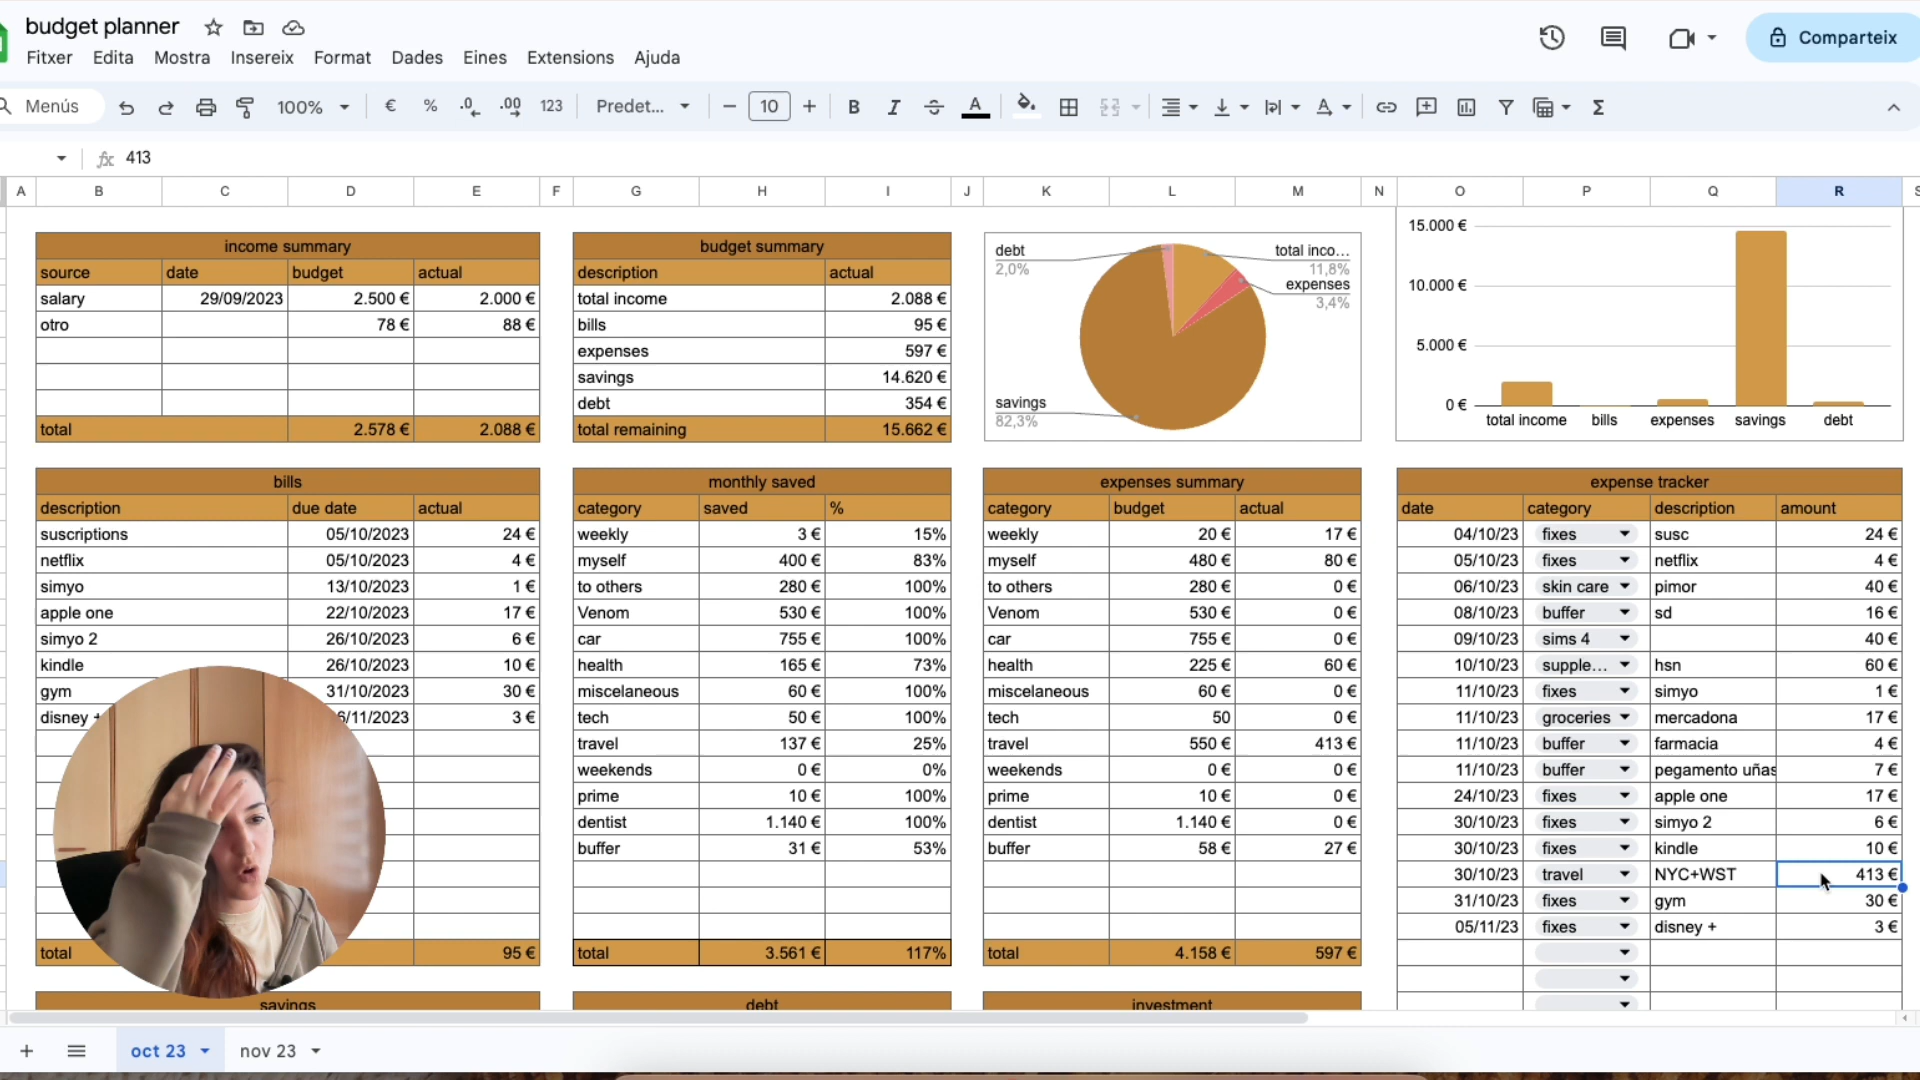 budget planner
Fitxer Edita Mostra Insereix Format Dades Eines Extensions Ajuda
Comparteix
Menús 100% € % .0 .00 123 Predet... 10 B I A Σ
fx 413
A B C D E F G H I J K L M N O P Q R S
income summary
source date budget actual
salary 29/09/2023 2.500 € 2.000 €
otro 78 € 88 €
total 2.578 € 2.088 €
budget summary
description actual
total income 2.088 €
bills 95 €
expenses 597 €
savings 14.620 €
debt 354 €
total remaining 15.662 €
debt
2,0%
total inco...
11,8%
expenses
3,4%
savings
82,3%
15.000 €
10.000 €
5.000 €
0 €
total income bills expenses savings debt
bills
description due date actual
suscriptions 05/10/2023 24 €
netflix 05/10/2023 4 €
simyo 13/10/2023 1 €
apple one 22/10/2023 17 €
simyo 2 26/10/2023 6 €
kindle 26/10/2023 10 €
gym 31/10/2023 30 €
disney + 6/11/2023 3 €
total 95 €
monthly saved
category saved %
weekly 3 € 15%
myself 400 € 83%
to others 280 € 100%
Venom 530 € 100%
car 755 € 100%
health 165 € 73%
miscelaneous 60 € 100%
tech 50 € 100%
travel 137 € 25%
weekends 0 € 0%
prime 10 € 100%
dentist 1.140 € 100%
buffer 31 € 53%
total 3.561 € 117%
expenses summary
category budget actual
weekly 20 € 17 €
myself 480 € 80 €
to others 280 € 0 €
Venom 530 € 0 €
car 755 € 0 €
health 225 € 60 €
miscelaneous 60 € 0 €
tech 50 0 €
travel 550 € 413 €
weekends 0 € 0 €
prime 10 € 0 €
dentist 1.140 € 0 €
buffer 58 € 27 €
total 4.158 € 597 €
expense tracker
date category description amount
04/10/23 fixes susc 24 €
05/10/23 fixes netflix 4 €
06/10/23 skin care pimor 40 €
08/10/23 buffer sd 16 €
09/10/23 sims 4 40 €
10/10/23 supple... hsn 60 €
11/10/23 fixes simyo 1 €
11/10/23 groceries mercadona 17 €
11/10/23 buffer farmacia 4 €
11/10/23 buffer pegamento uñas 7 €
24/10/23 fixes apple one 17 €
30/10/23 fixes simyo 2 6 €
30/10/23 fixes kindle 10 €
30/10/23 travel NYC+WST 413 €
31/10/23 fixes gym 30 €
05/11/23 fixes disney + 3 €
savings
debt
investment
oct 23 nov 23